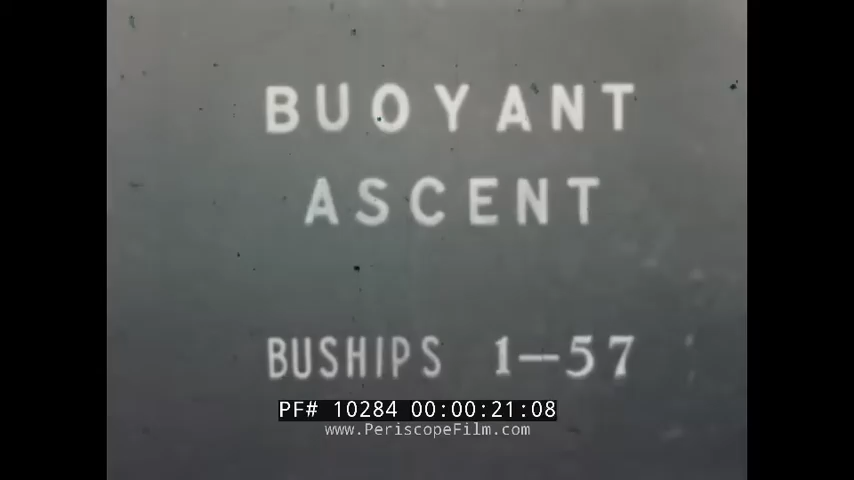 BUOYANT
ASCENT
BUSHIPS 1—57
PF# 10284 00:00:21:08
www.PeriscopeFilm.com